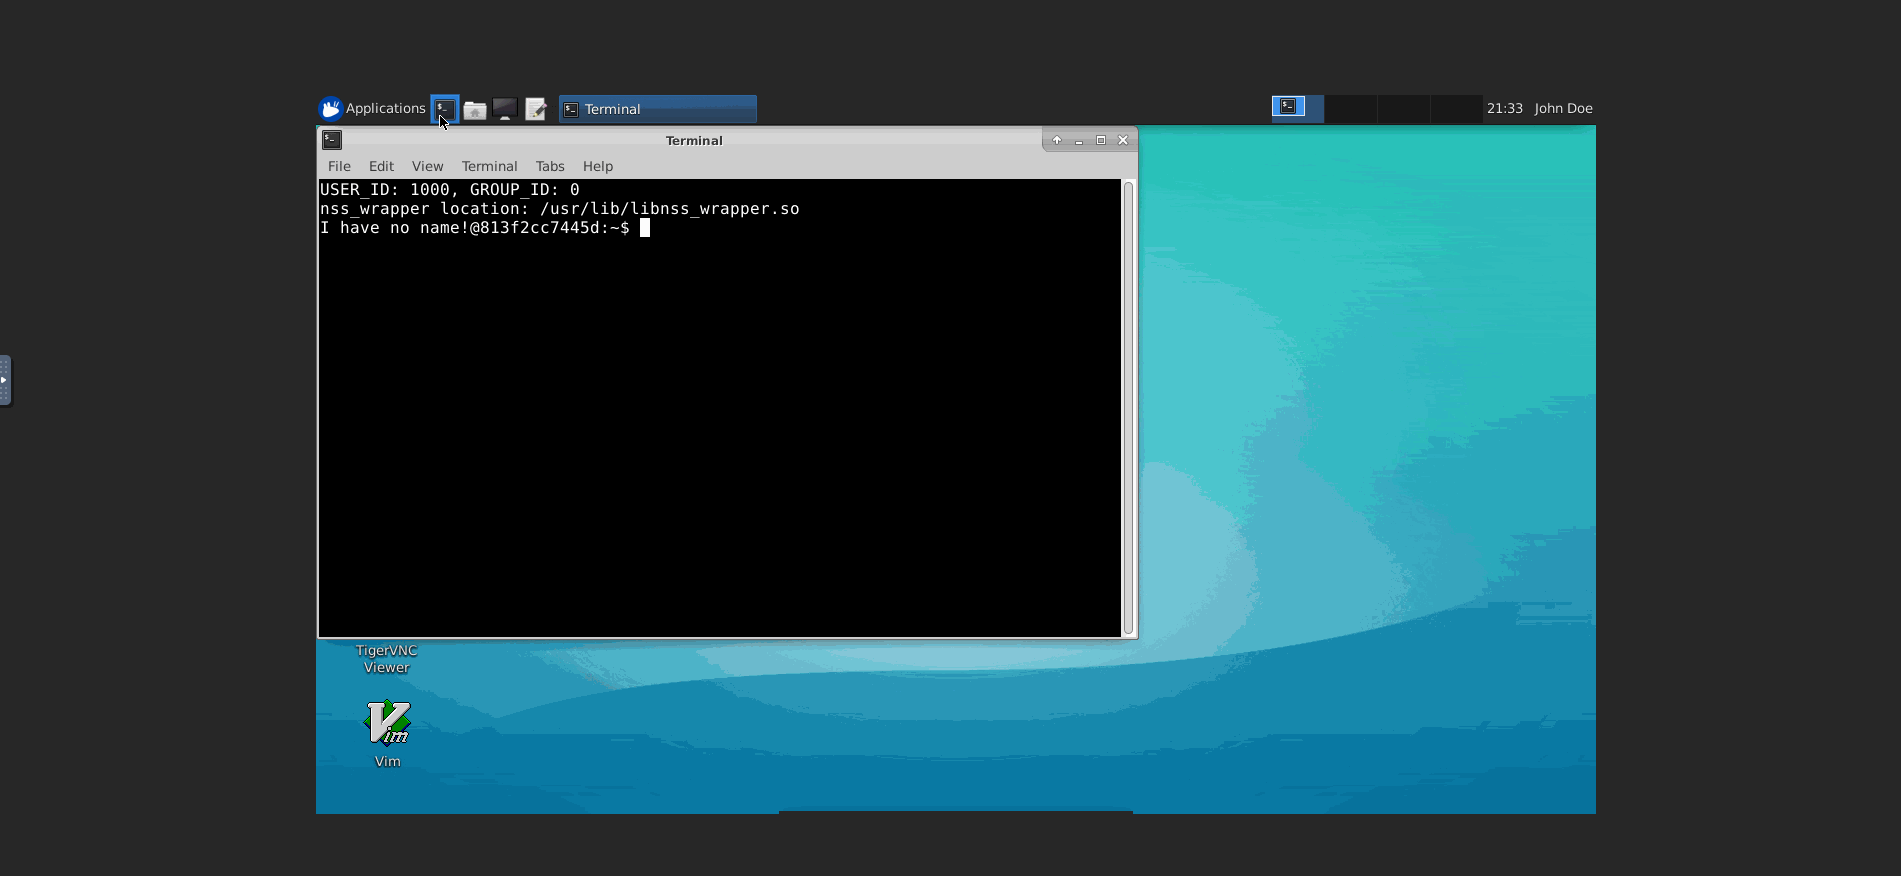 Applications
Terminal
21:33 John Doe
Terminal
File Edit View Terminal Tabs Help
USER_ID: 1000, GROUP_ID: 0
nss_wrapper location: /usr/lib/libnss_wrapper.so
I have no name!@813f2cc7445d:~$
TigerVNC
Viewer
Vim
Vim